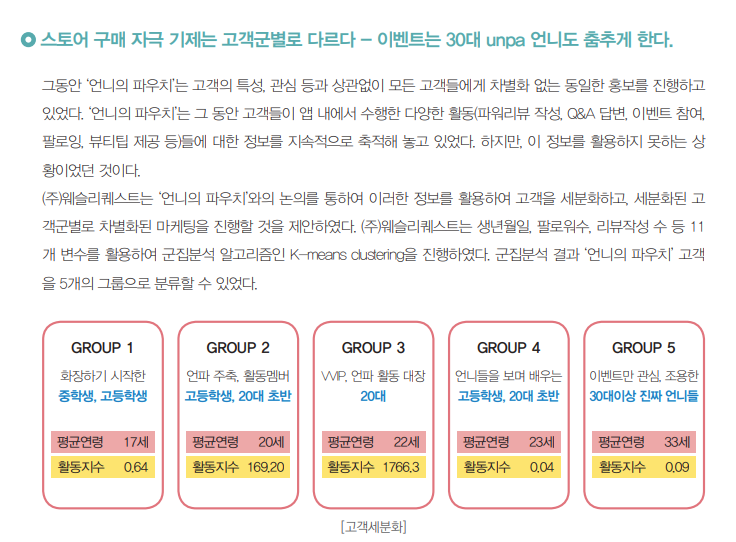 스토어 구매 자극 기제는 고객군별로 다르다 - 이벤트는 30대 unpa 언니도 춤추게 한다.
그동안 '언니의 파우치'는 고객의 특성, 관심 등과 상관없이 모든 고객들에게 차별화 없는 동일한 홍보를 진행하고
있었다. '언니의 파우치'는 그 동안 고객들이 앱 내에서 수행한 다양한 활동(파워리뷰 작성, Q&A 답변, 이벤트 참여,
팔로잉, 뷰티팁 제공 등)들에 대한 정보를 지속적으로 축적해 놓고 있었다. 하지만, 이 정보를 활용하지 못하는 상
황이었던 것이다.
(주)웨슬리퀘스트는 '언니의 파우치'와의 논의를 통하여 이러한 정보를 활용하여 고객을 세분화하고, 세분화된 고
객군별로 차별화된 마케팅을 진행할 것을 제안하였다. (주)웨슬리퀘스트는 생년월일, 팔로워수, 리뷰작성 수 등 11
개 변수를 활용하여 군집분석 알고리즘인 K-means clustering을 진행하였다. 군집분석 결과 '언니의 파우치' 고객
을 5개의 그룹으로 분류할 수 있었다.
GROUP 1
화장하기 시작한
중학생, 고등학생
평균연령 17세
활동지수 0.64
GROUP 2
언파 주축, 활동멤버
고등학생, 20대 초반
평균연령 20세
활동지수 169.20
GROUP 3
VVIP, 언파 활동 대장
20대
평균연령 22세
활동지수 1766.3
GROUP 4
언니들을 보며 배우는
고등학생, 20대 초반
평균연령 23세
활동지수 0.04
GROUP 5
이벤트만 관심, 조용한
30대이상 진짜 언니들
평균연령 33세
활동지수 0.09
[고객세분화]